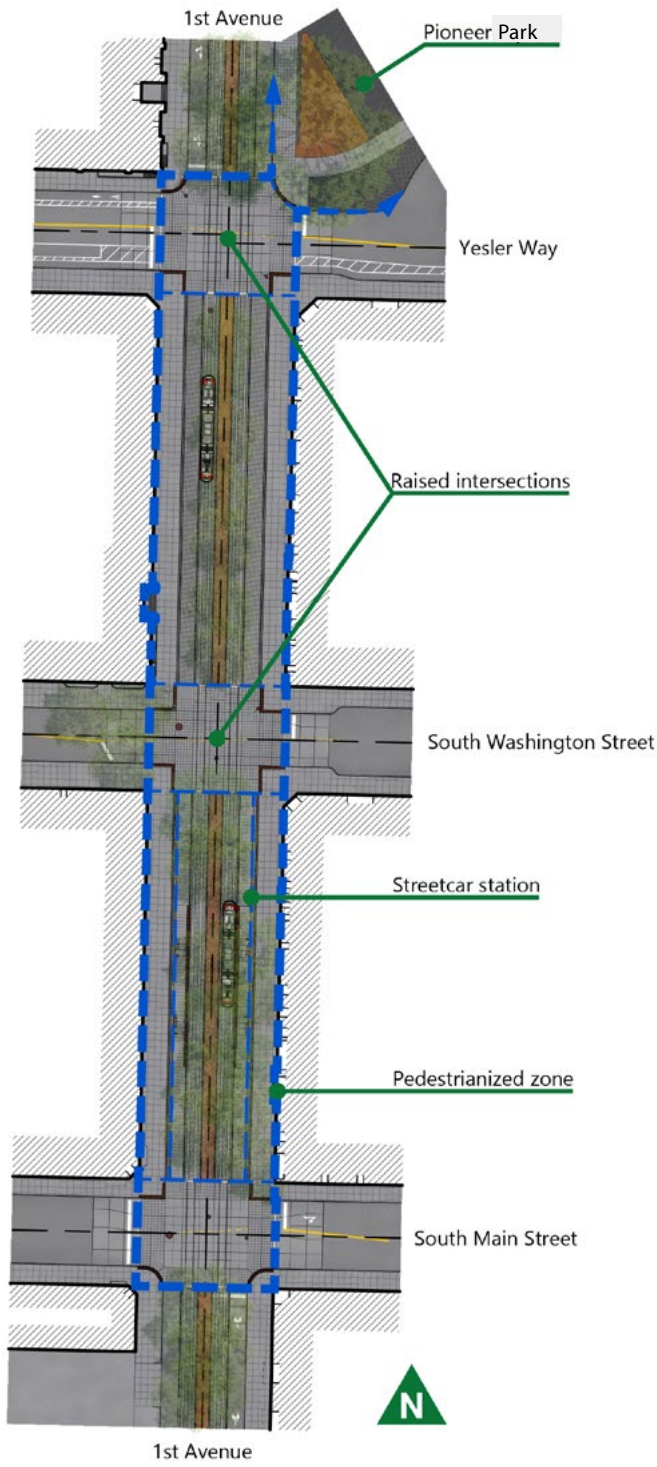 1st Avenue
Pioneer Park
Yesler Way
Raised intersections
South Washington Street
Streetcar station
Pedestrianized zone
South Main Street
N
1st Avenue